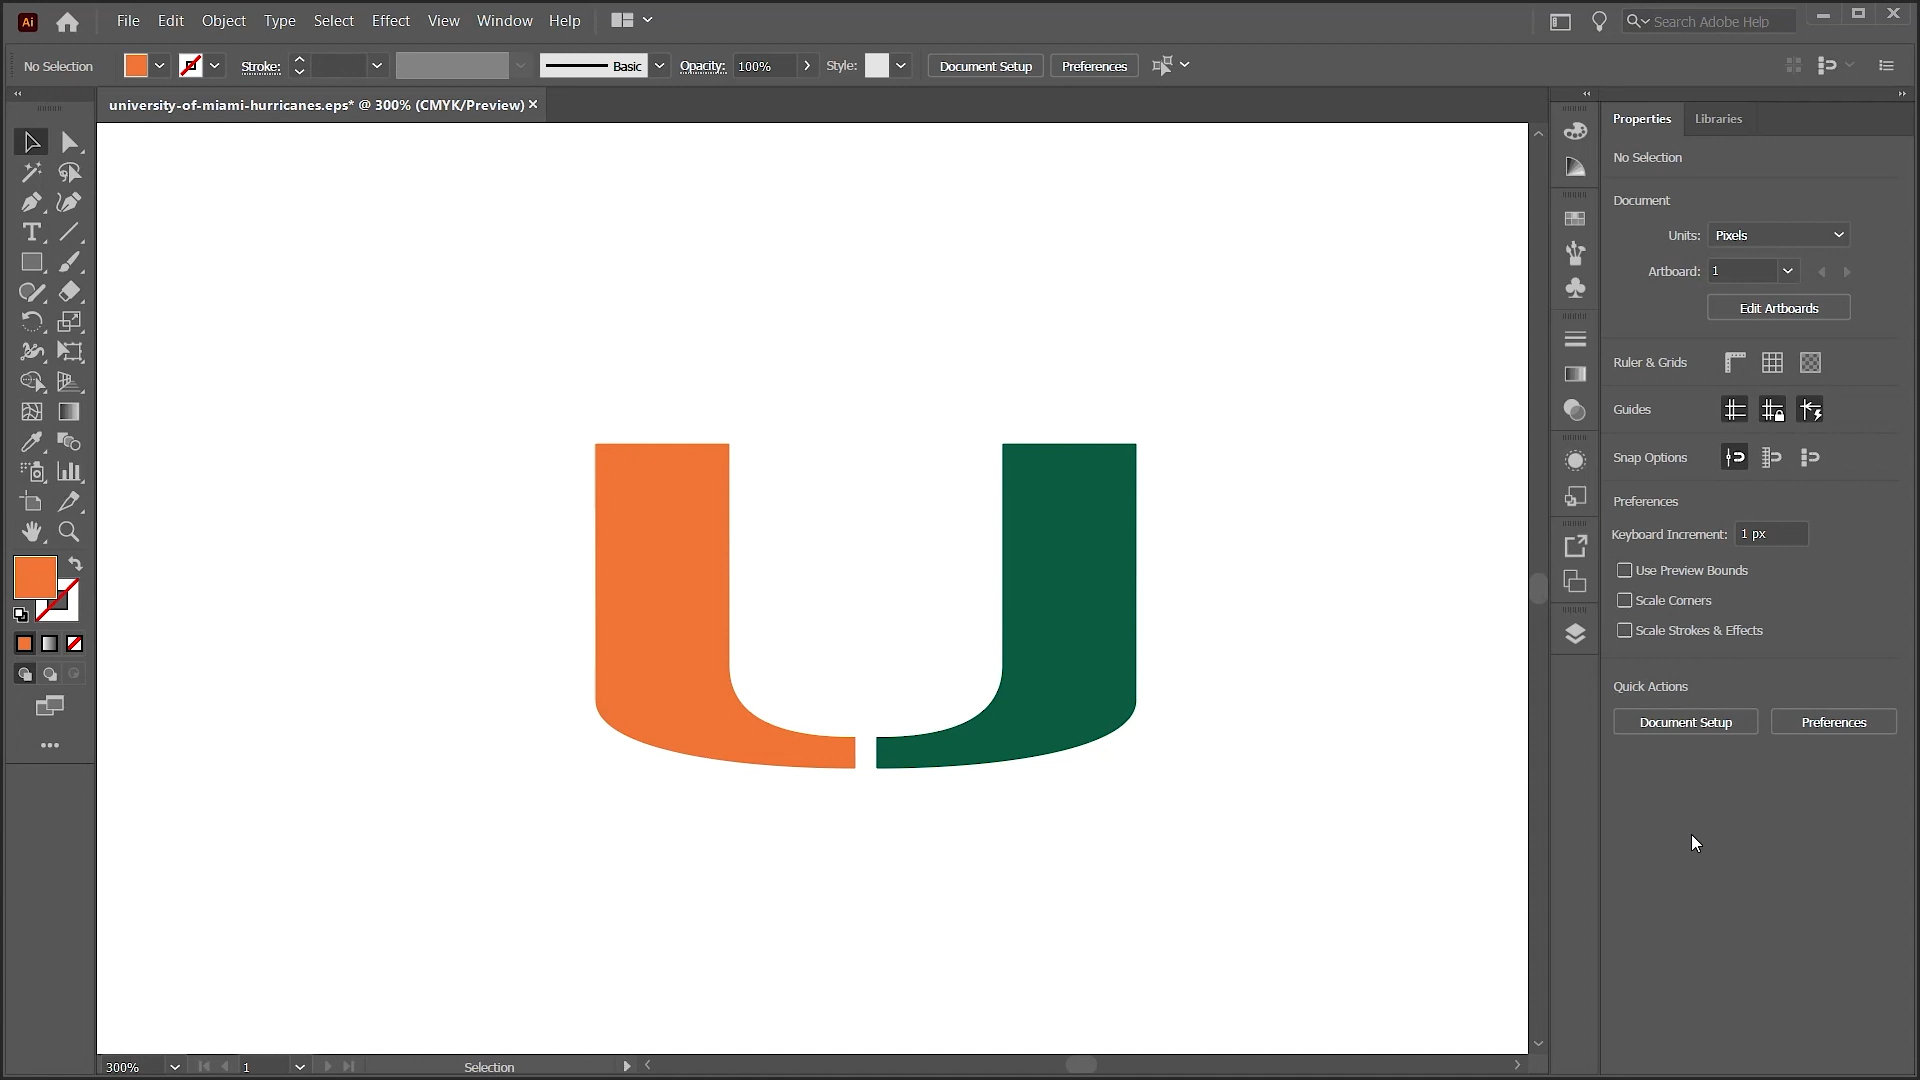 Ai File Edit Object Type Select Effect View Window Help Search Adobe Help
No Selection Stroke: Basic Opacity: 100% Style: Document Setup Preferences
university-of-miami-hurricanes.eps* @ 300% (CMYK/Preview)
Properties Libraries
No Selection
Document
Units: Pixels
Artboard: 1
Edit Artboards
Ruler & Grids
Guides
Snap Options
Preferences
Keyboard Increment: 1 px
Use Preview Bounds
Scale Corners
Scale Strokes & Effects
Quick Actions
Document Setup Preferences
U
300% 1 Selection